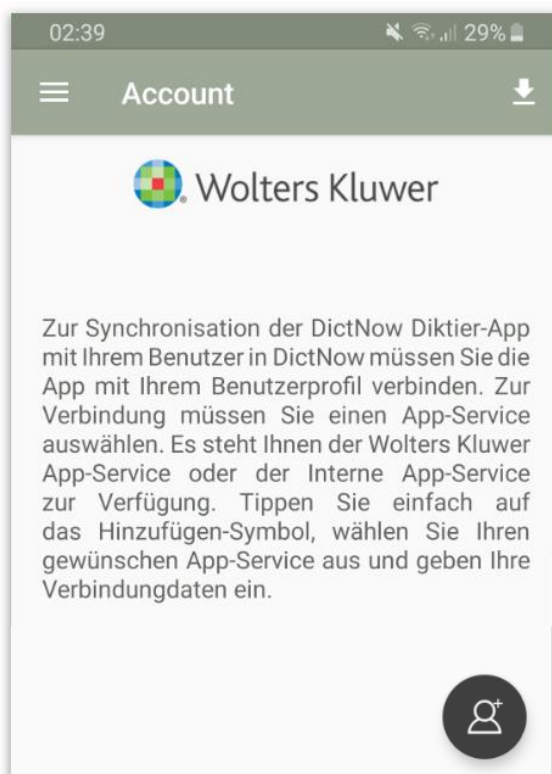 02:39 29%
Account
Wolters Kluwer
Zur Synchronisation der DictNow Diktier-App
mit Ihrem Benutzer in DictNow müssen Sie die
App mit Ihrem Benutzerprofil verbinden. Zur
Verbindung müssen Sie einen App-Service
auswählen. Es steht Ihnen der Wolters Kluwer
App-Service oder der Interne App-Service
zur Verfügung. Tippen Sie einfach auf
das Hinzufügen-Symbol, wählen Sie Ihren
gewünschen App-Service aus und geben Ihre
Verbindungdaten ein.